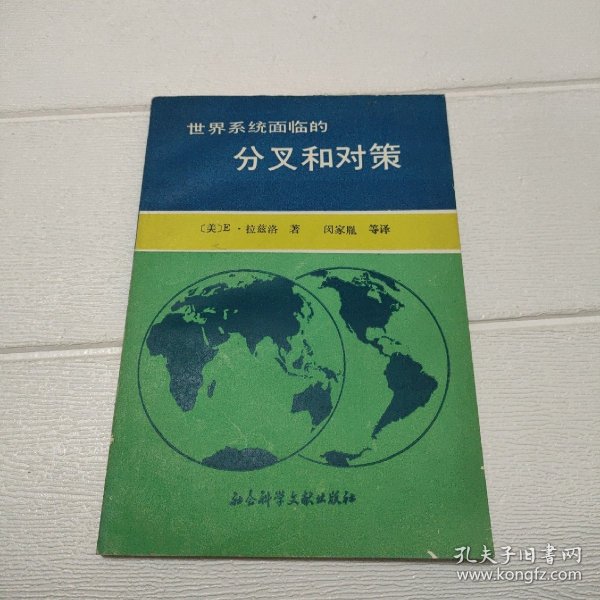 世界系统面临的
分叉和对策
〔美〕E·拉兹洛 著 闵家胤 等译
社会科学文献出版社
孔夫子旧书网
www.kongfz.com